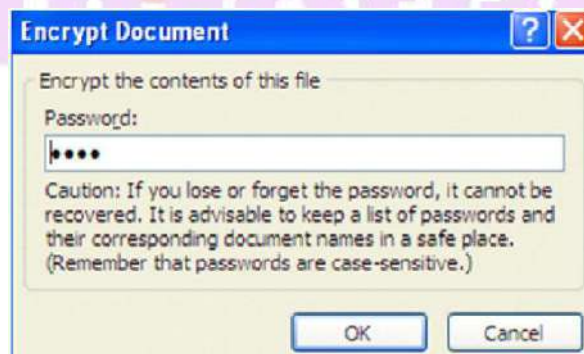 Encrypt Document
Encrypt the contents of this file
Password:
••••
Caution: If you lose or forget the password, it cannot be
recovered. It is advisable to keep a list of passwords and
their corresponding document names in a safe place.
(Remember that passwords are case-sensitive.)
OK Cancel